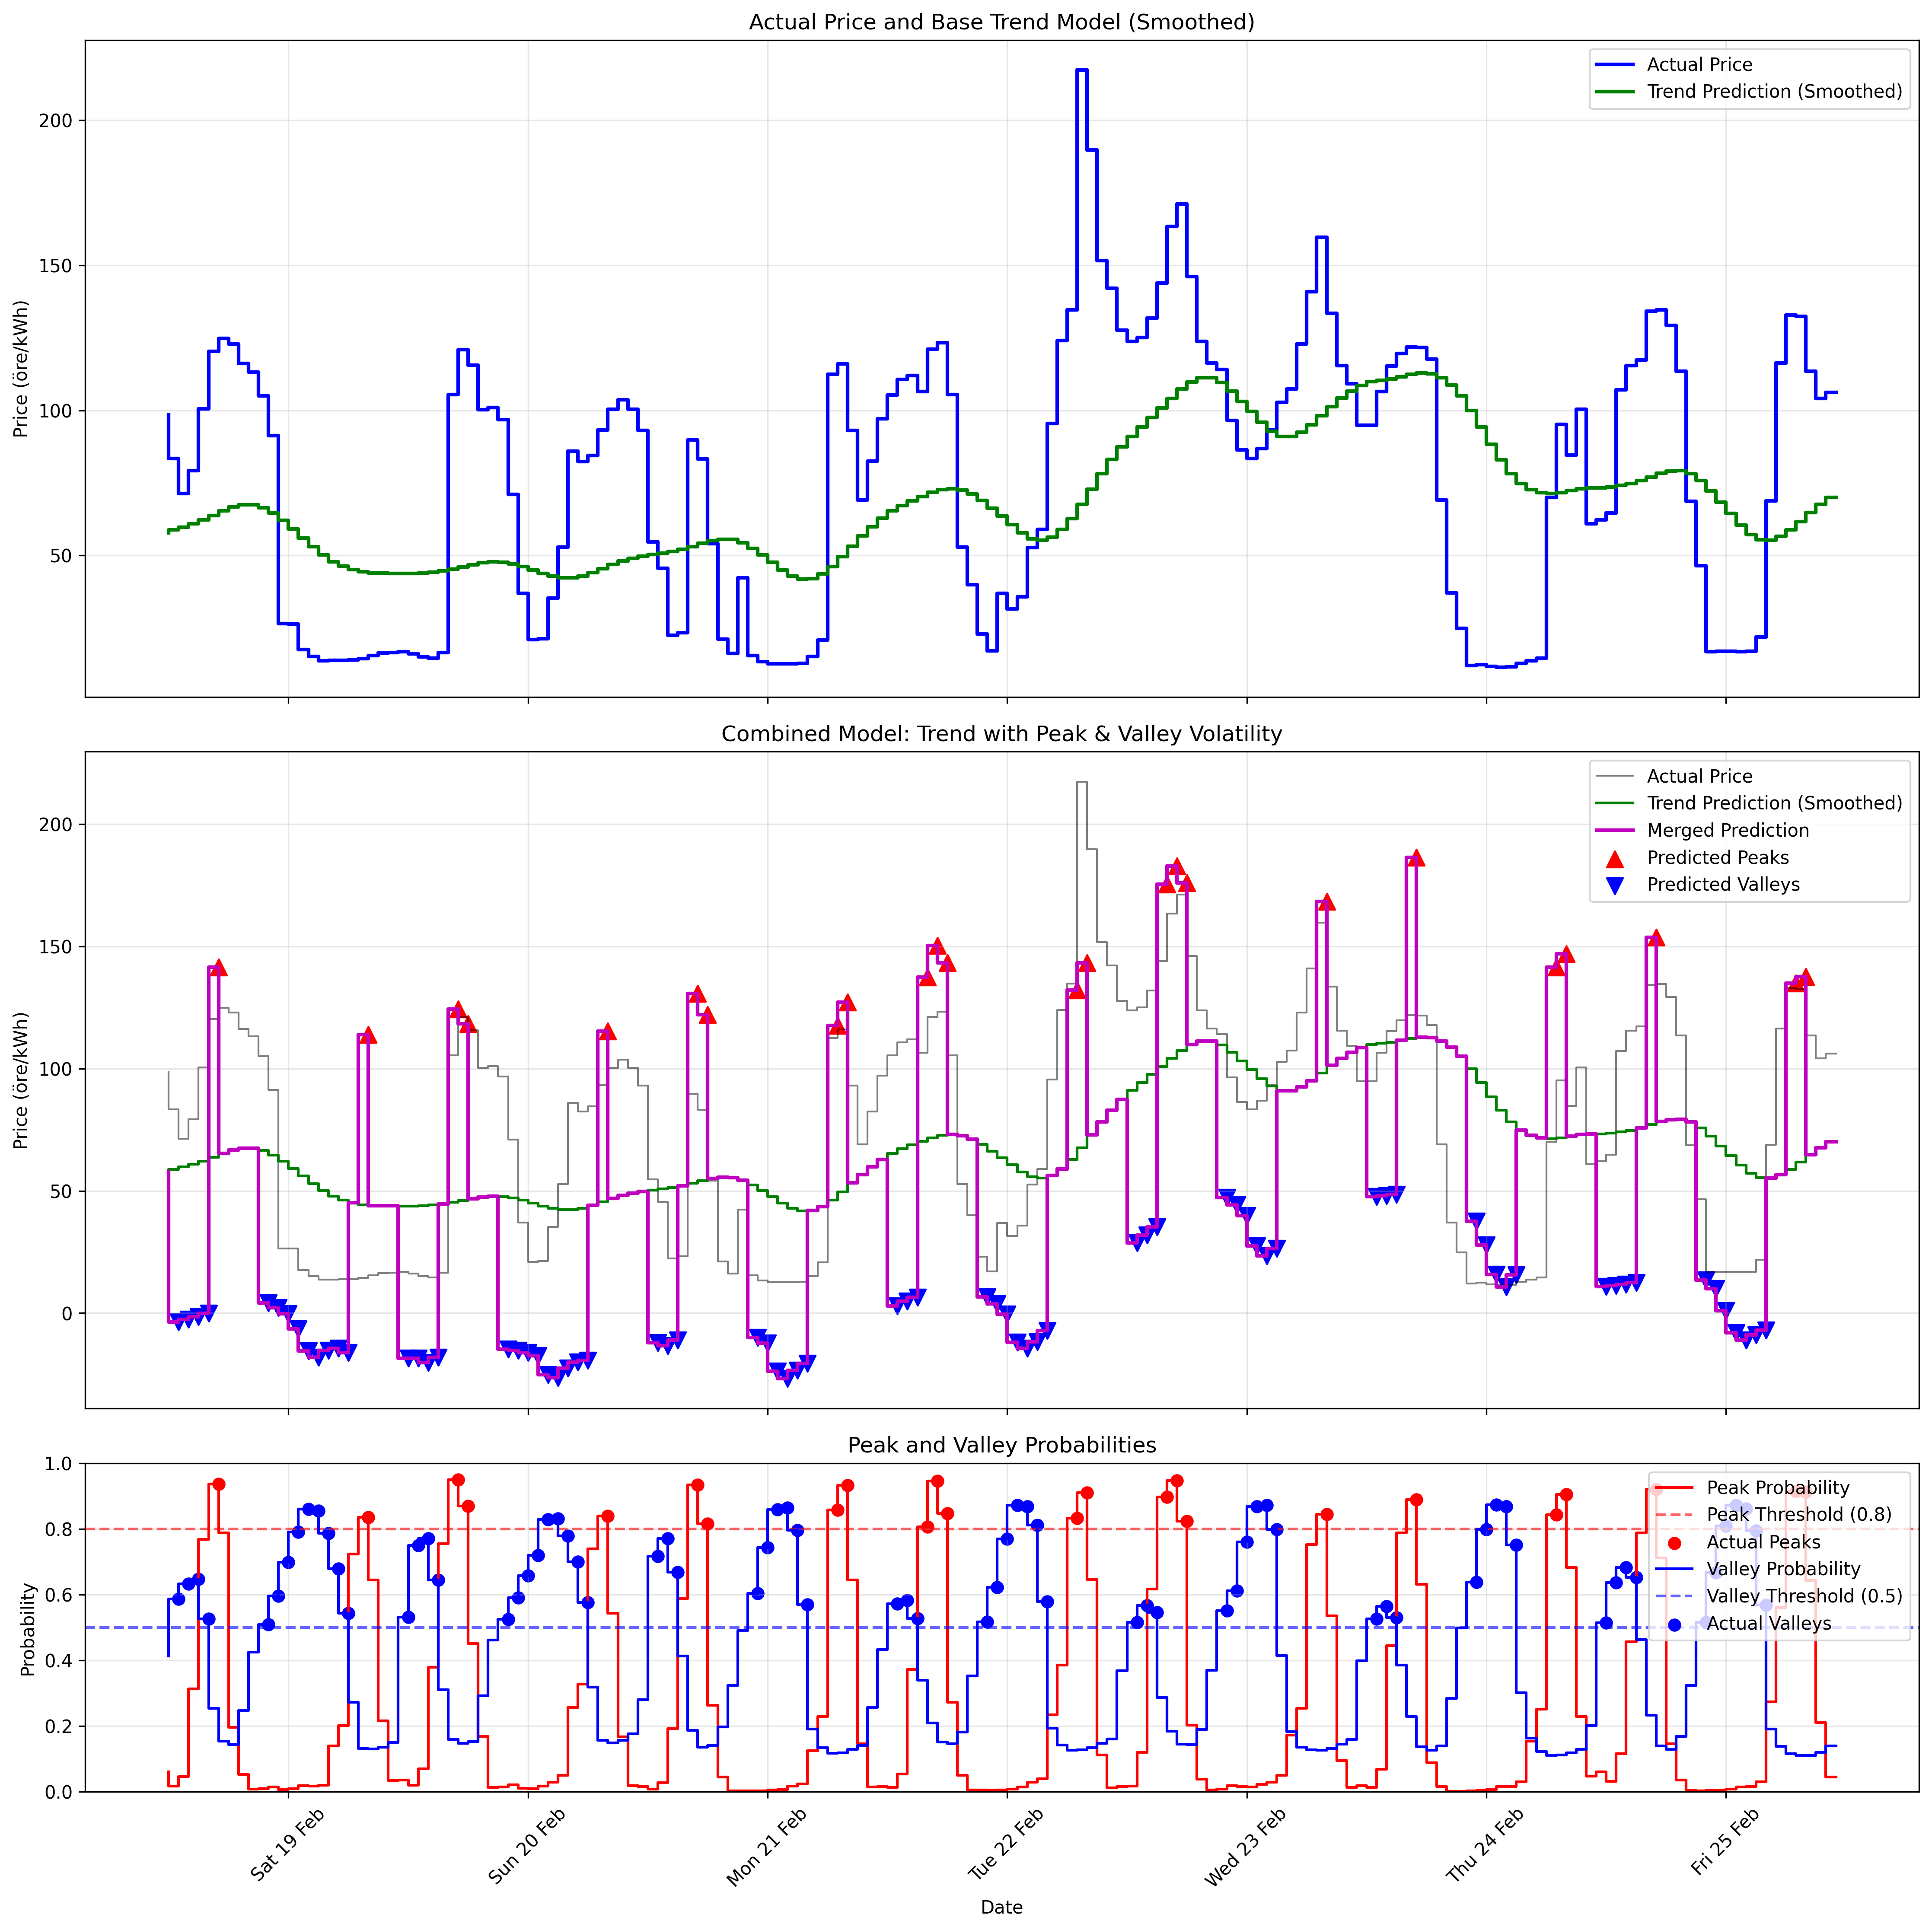 Actual Price and Base Trend Model (Smoothed)
Price (öre/kWh)
200
150
100
50
Actual Price
Trend Prediction (Smoothed)
Combined Model: Trend with Peak & Valley Volatility
Price (öre/kWh)
200
150
100
50
0
Actual Price
Trend Prediction (Smoothed)
Merged Prediction
Predicted Peaks
Predicted Valleys
Peak and Valley Probabilities
Probability
1.0
0.8
0.6
0.4
0.2
0.0
Peak Probability
Peak Threshold (0.8)
Actual Peaks
Valley Probability
Valley Threshold (0.5)
Actual Valleys
Sat 19 Feb
Sun 20 Feb
Mon 21 Feb
Tue 22 Feb
Wed 23 Feb
Thu 24 Feb
Fri 25 Feb
Date